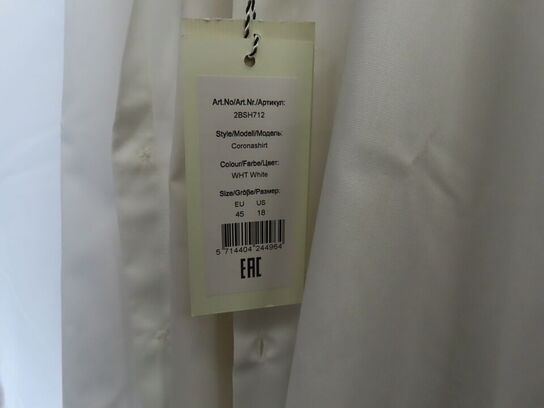 Art.No/Art.Nr./Артикул:
2BSH712
Style/Modell/Модель:
Coronashirt
Colour/Farbe/Цвет:
WHT White
Size/Größe/Размер:
EU US
45 18
5 714404 244964
EAC